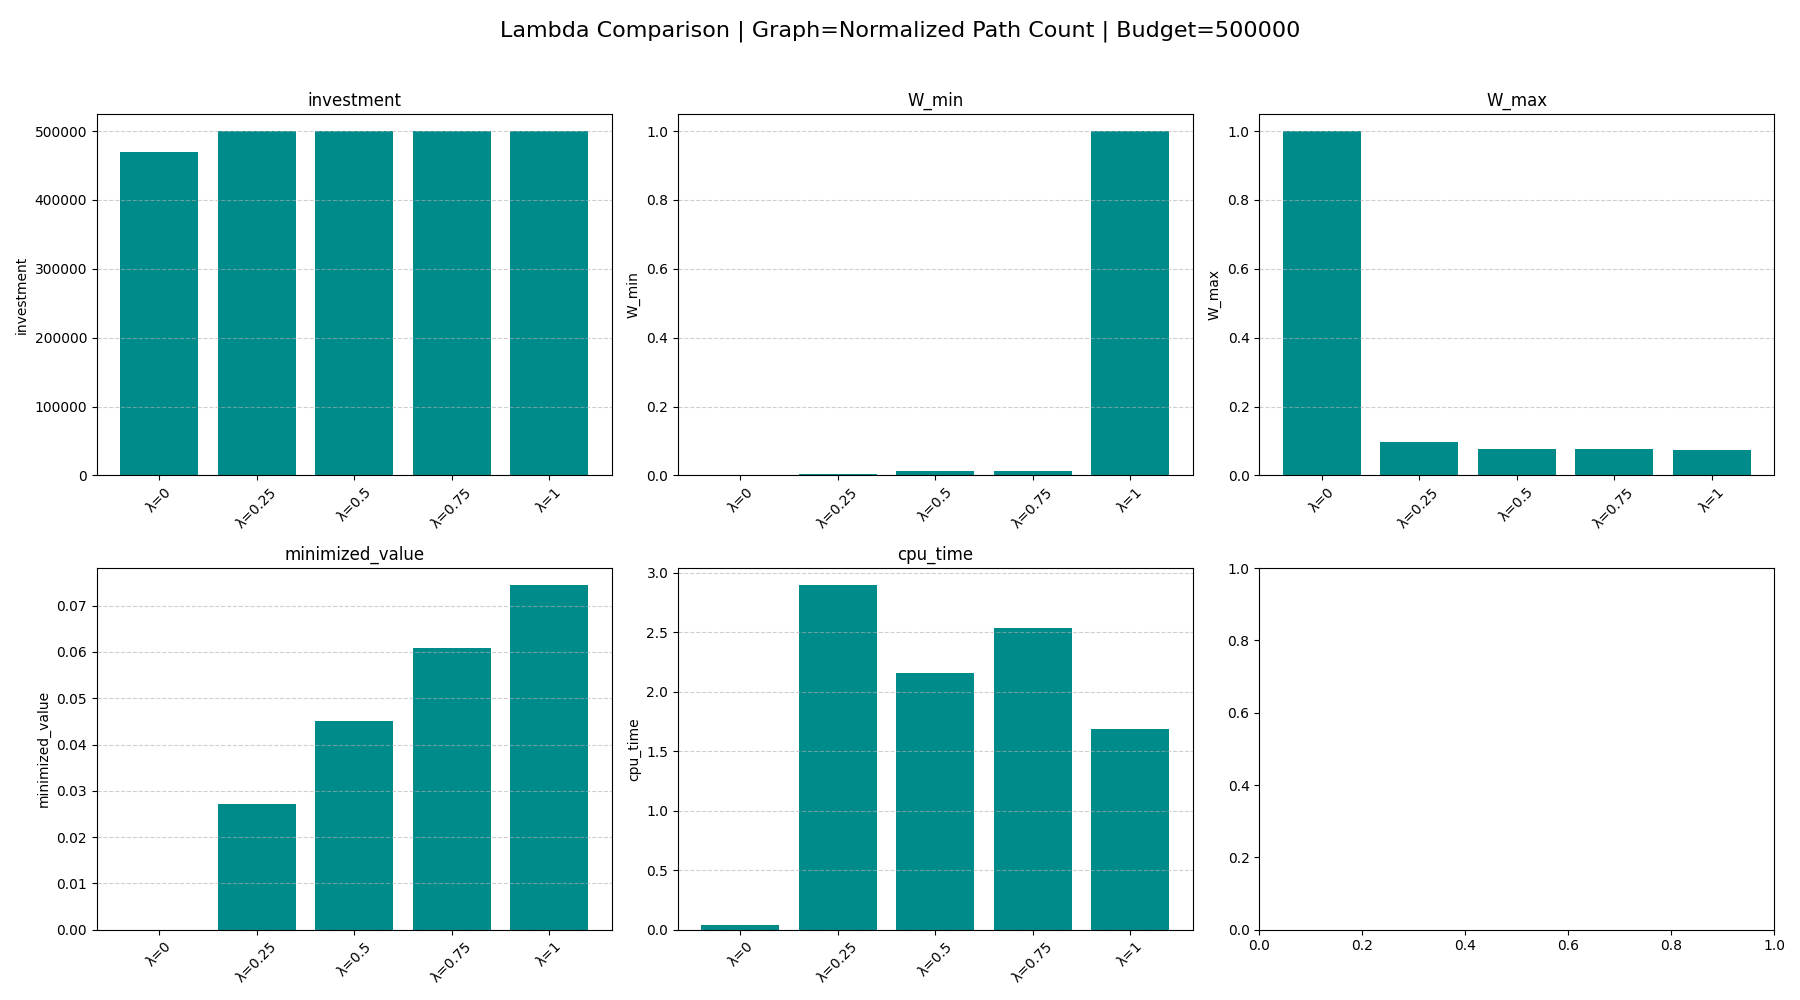 Lambda Comparison | Graph=Normalized Path Count | Budget=500000
investment
W_min
W_max
500000
400000
300000
200000
100000
0
investment
λ=0
λ=0.25
λ=0.5
λ=0.75
λ=1
1.0
0.8
0.6
0.4
0.2
0.0
W_min
λ=0
λ=0.25
λ=0.5
λ=0.75
λ=1
1.0
0.8
0.6
0.4
0.2
0.0
W_max
λ=0
λ=0.25
λ=0.5
λ=0.75
λ=1
minimized_value
cpu_time
0.07
0.06
0.05
0.04
0.03
0.02
0.01
0.00
minimized_value
λ=0
λ=0.25
λ=0.5
λ=0.75
λ=1
3.0
2.5
2.0
1.5
1.0
0.5
0.0
cpu_time
λ=0
λ=0.25
λ=0.5
λ=0.75
λ=1
1.0
0.8
0.6
0.4
0.2
0.0
0.0 0.2 0.4 0.6 0.8 1.0